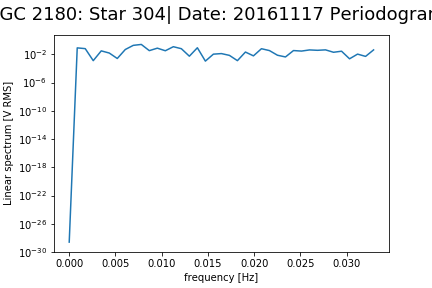 GC 2180: Star 304| Date: 20161117 Periodogram
Linear spectrum [V RMS]
10⁻²
10⁻⁶
10⁻¹⁰
10⁻¹⁴
10⁻¹⁸
10⁻²²
10⁻²⁶
10⁻³⁰
0.000 0.005 0.010 0.015 0.020 0.025 0.030
frequency [Hz]